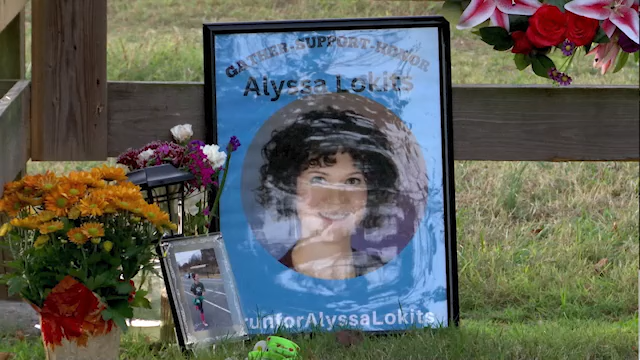 GATHER-SUPPORT-HONOR
Alyssa Lokits
runforAlyssaLokits